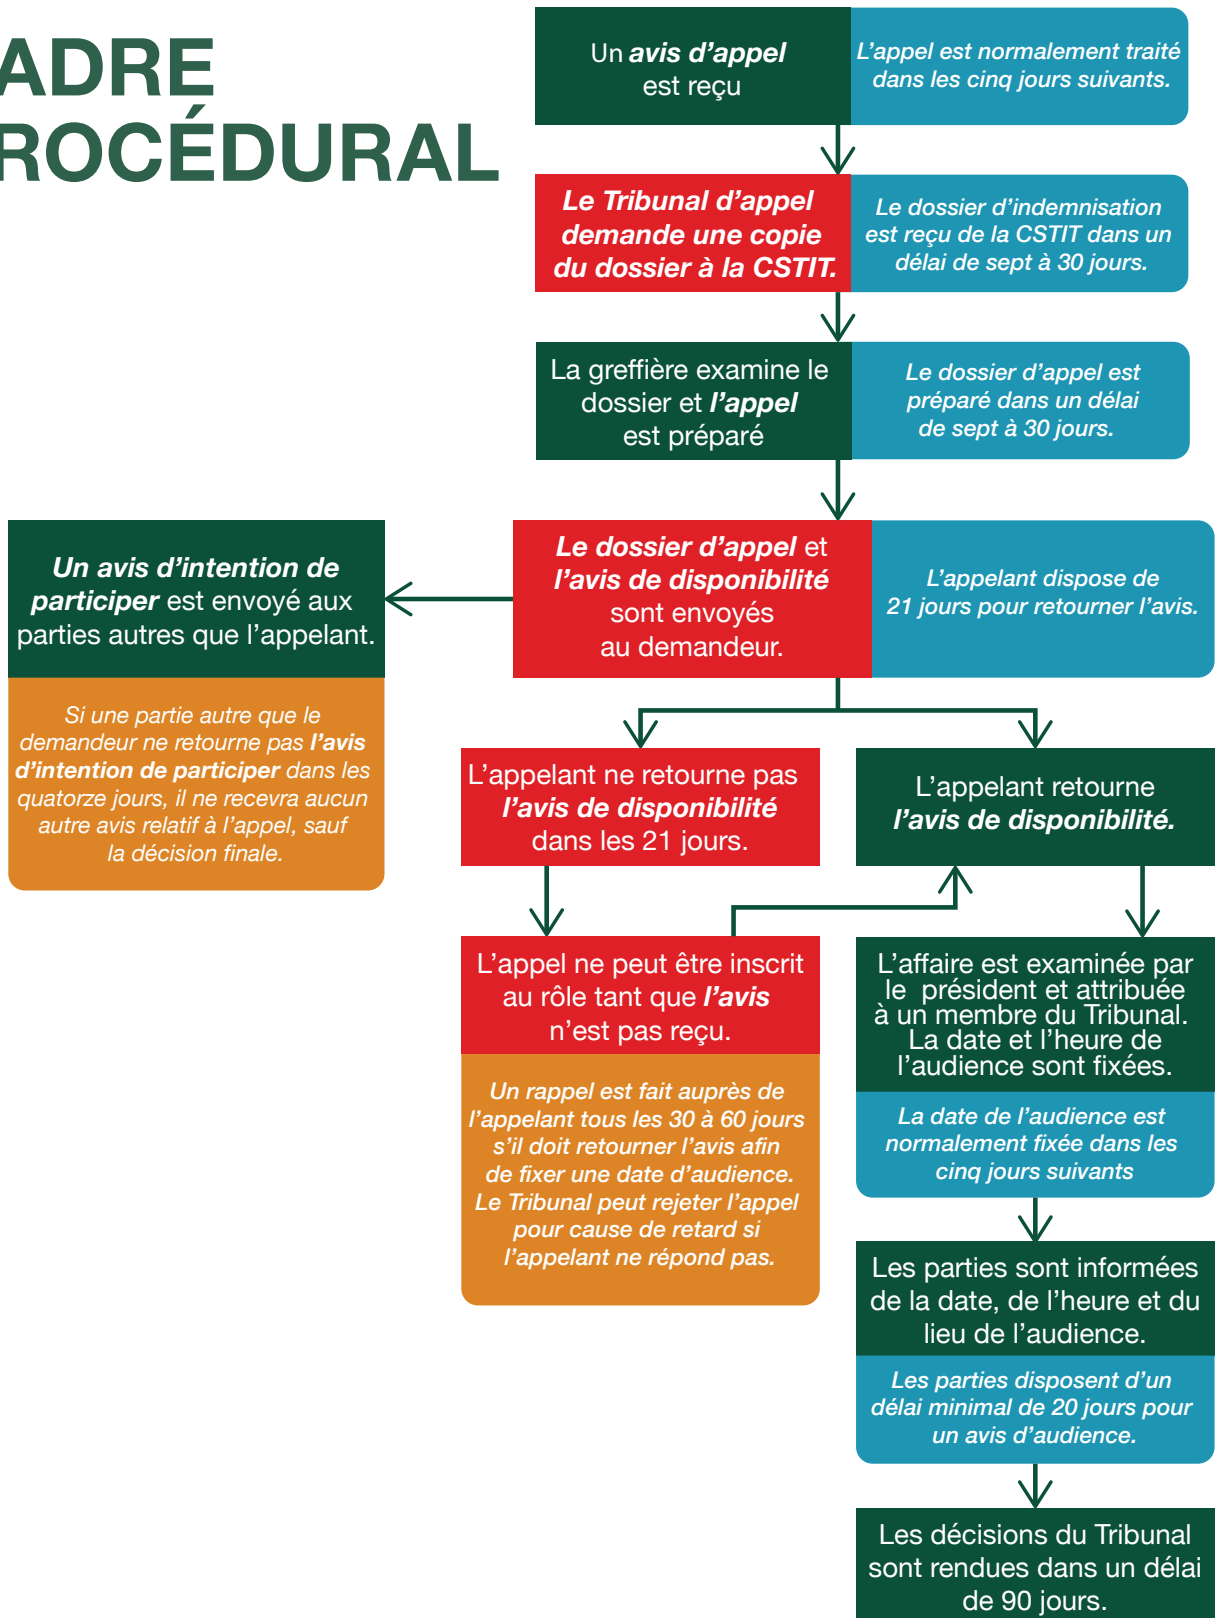 ADRE
ROCÉDURAL
Un avis d’appel
est reçu
L’appel est normalement traité
dans les cinq jours suivants.
Le Tribunal d’appel
demande une copie
du dossier à la CSTIT.
Le dossier d’indemnisation
est reçu de la CSTIT dans un
délai de sept à 30 jours.
La greffière examine le
dossier et l’appel
est préparé
Le dossier d’appel est
préparé dans un délai
de sept à 30 jours.
Un avis d’intention de
participer est envoyé aux
parties autres que l’appelant.
Si une partie autre que le
demandeur ne retourne pas l’avis
d’intention de participer dans les
quatorze jours, il ne recevra aucun
autre avis relatif à l’appel, sauf
la décision finale.
Le dossier d’appel et
l’avis de disponibilité
sont envoyés
au demandeur.
L’appelant dispose de
21 jours pour retourner l’avis.
L’appelant ne retourne pas
l’avis de disponibilité
dans les 21 jours.
L’appelant retourne
l’avis de disponibilité.
L’appel ne peut être inscrit
au rôle tant que l’avis
n’est pas reçu.
Un rappel est fait auprès de
l’appelant tous les 30 à 60 jours
s’il doit retourner l’avis afin
de fixer une date d’audience.
Le Tribunal peut rejeter l’appel
pour cause de retard si
l’appelant ne répond pas.
L’affaire est examinée par
le président et attribuée
à un membre du Tribunal.
La date et l’heure de
l’audience sont fixées.
La date de l’audience est
normalement fixée dans les
cinq jours suivants
Les parties sont informées
de la date, de l’heure et du
lieu de l’audience.
Les parties disposent d’un
délai minimal de 20 jours pour
un avis d’audience.
Les décisions du Tribunal
sont rendues dans un délai
de 90 jours.